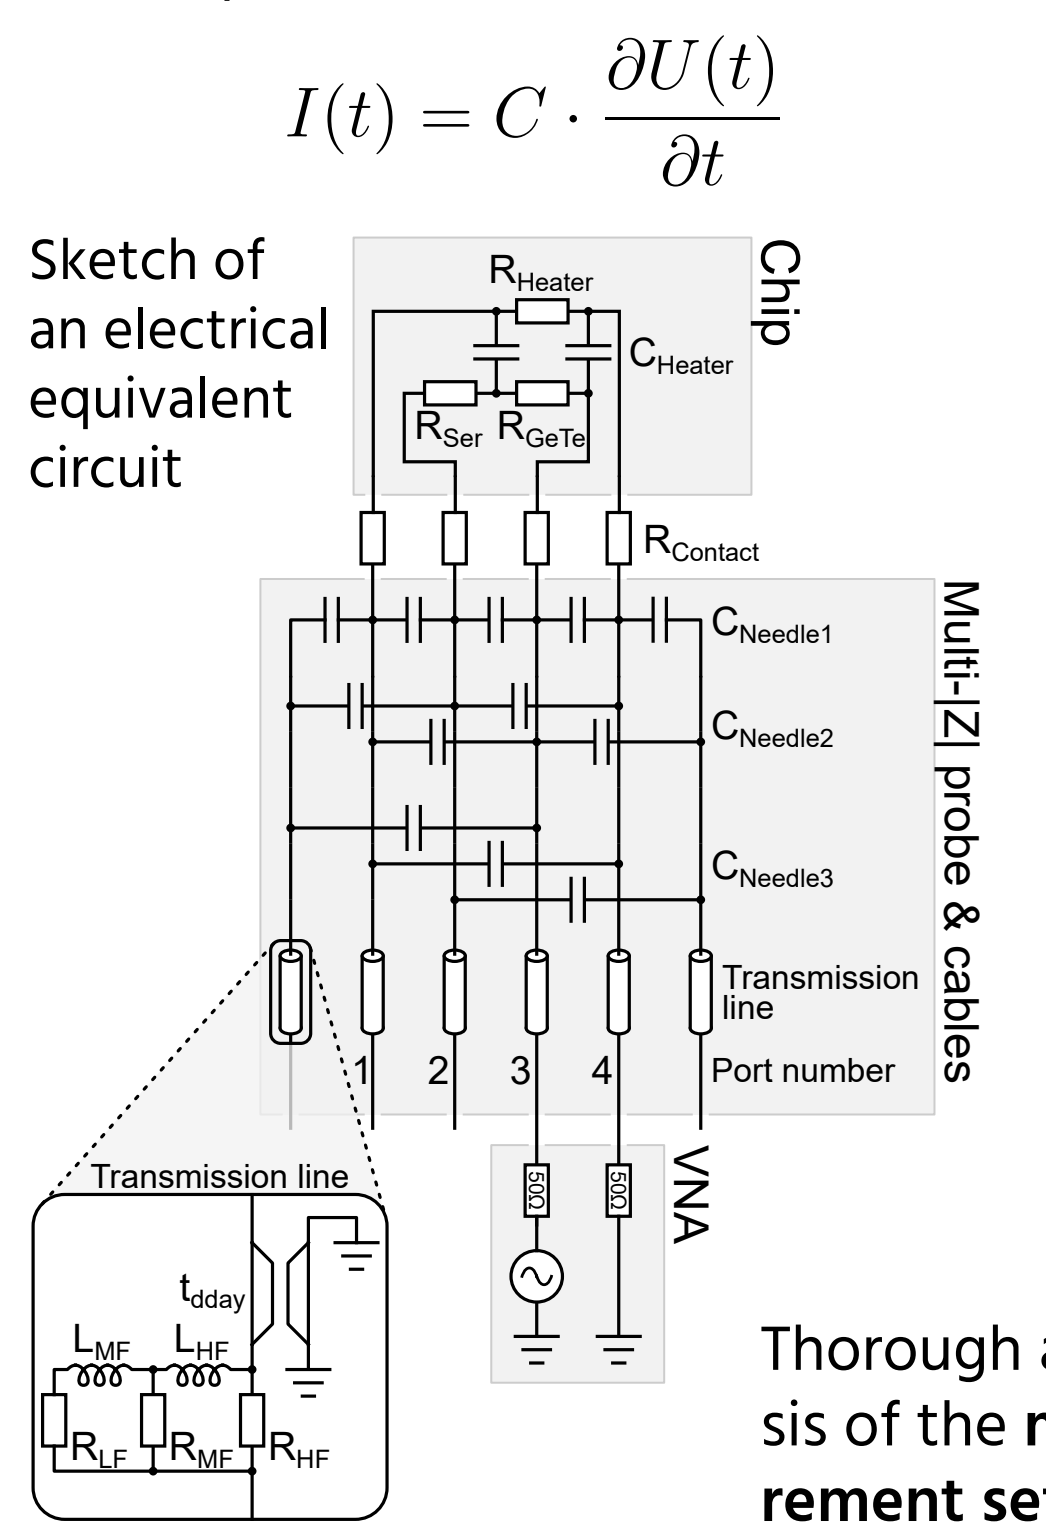 I(t) = C · ∂U(t)/∂t
Sketch of
an electrical
equivalent
circuit
Chip
R_Heater
C_Heater
R_Ser
R_GeTe
R_Contact
Multi-|Z| probe & cables
C_Needle1
C_Needle2
C_Needle3
Transmission
line
1 2 3 4 Port number
VNA
50Ω 50Ω
Transmission line
t_dday
L_MF L_HF
R_LF R_MF R_HF
Thorough
sis of the
rement